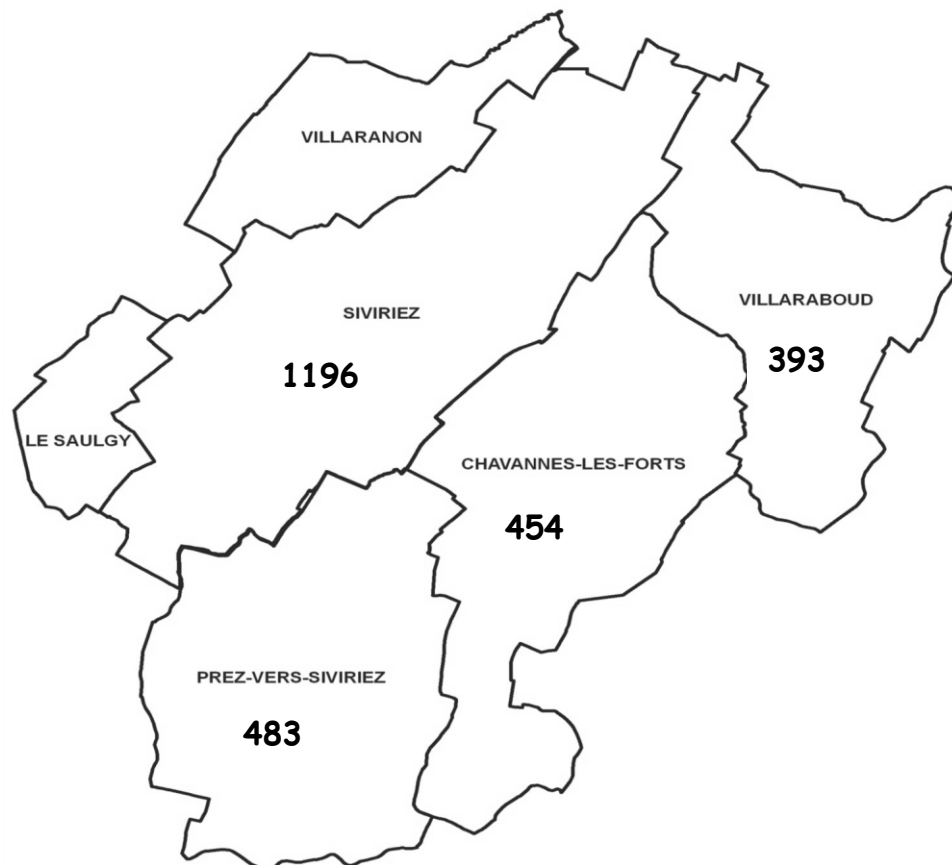 VILLARANON
VILLARABOUD
393
SIVIRIEZ
1196
LE SAULGY
CHAVANNES-LES-FORTS
454
PREZ-VERS-SIVIRIEZ
483